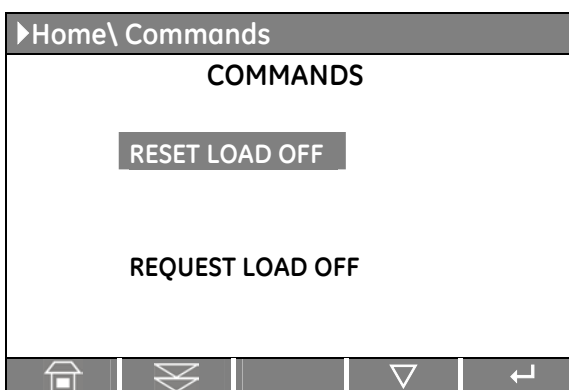 Home\ Commands
COMMANDS
RESET LOAD OFF
REQUEST LOAD OFF